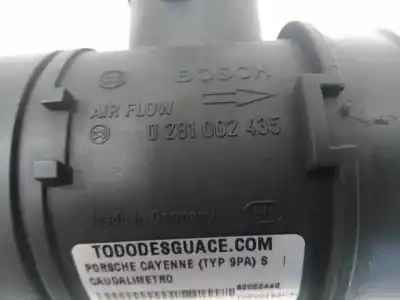 BOSCH
AIR FLOW
0 281 002 435
Made in Germany
TODODESGUACE.COM
PORSCHE CAYENNE (TYP 9PA) S
CAUDALIMETRO